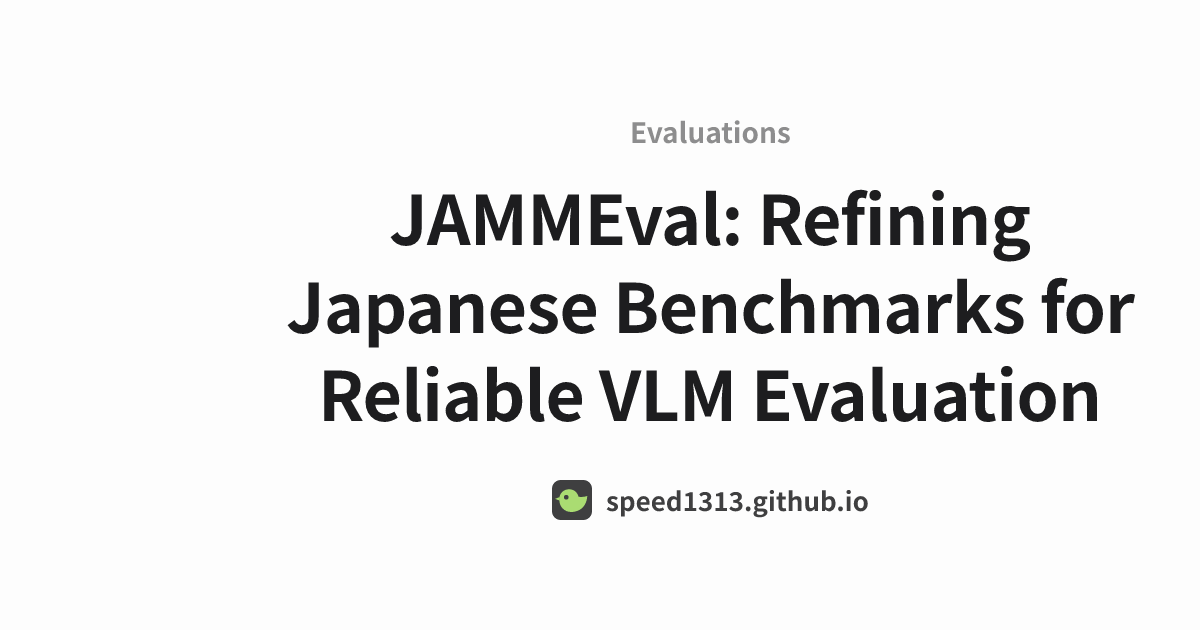 Evaluations
JAMMEval: Refining
Japanese Benchmarks for
Reliable VLM Evaluation
speed1313.github.io